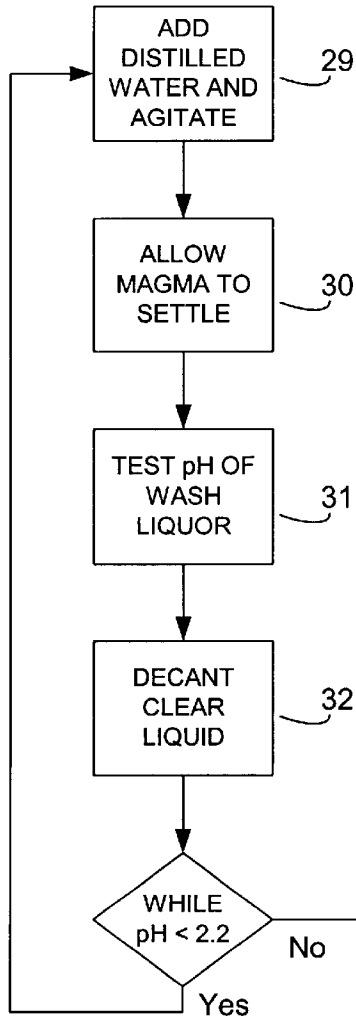 ADD
DISTILLED
WATER AND
AGITATE
29
ALLOW
MAGMA TO
SETTLE
30
TEST pH OF
WASH
LIQUOR
31
DECANT
CLEAR
LIQUID
32
WHILE
pH < 2.2
No
Yes